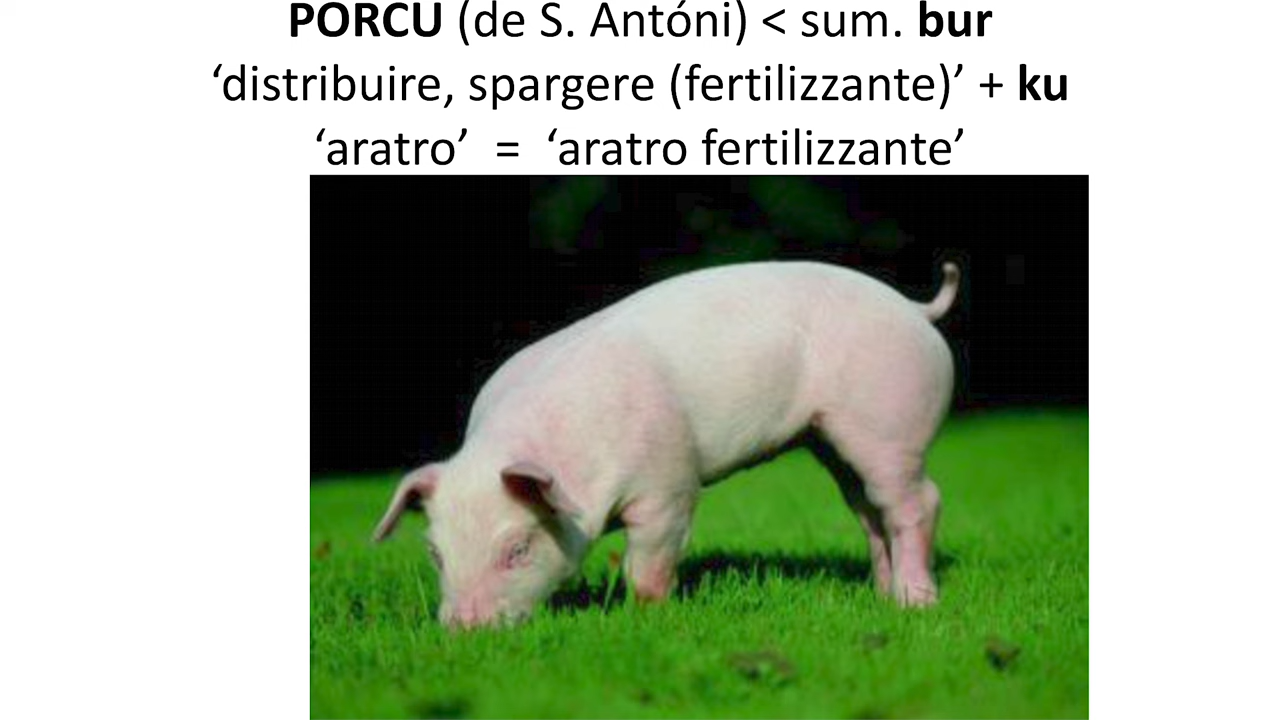 PORCU (de S. Antóni) < sum. bur
‘distribuire, spargere (fertilizzante)’ + ku
‘aratro’ = ‘aratro fertilizzante’